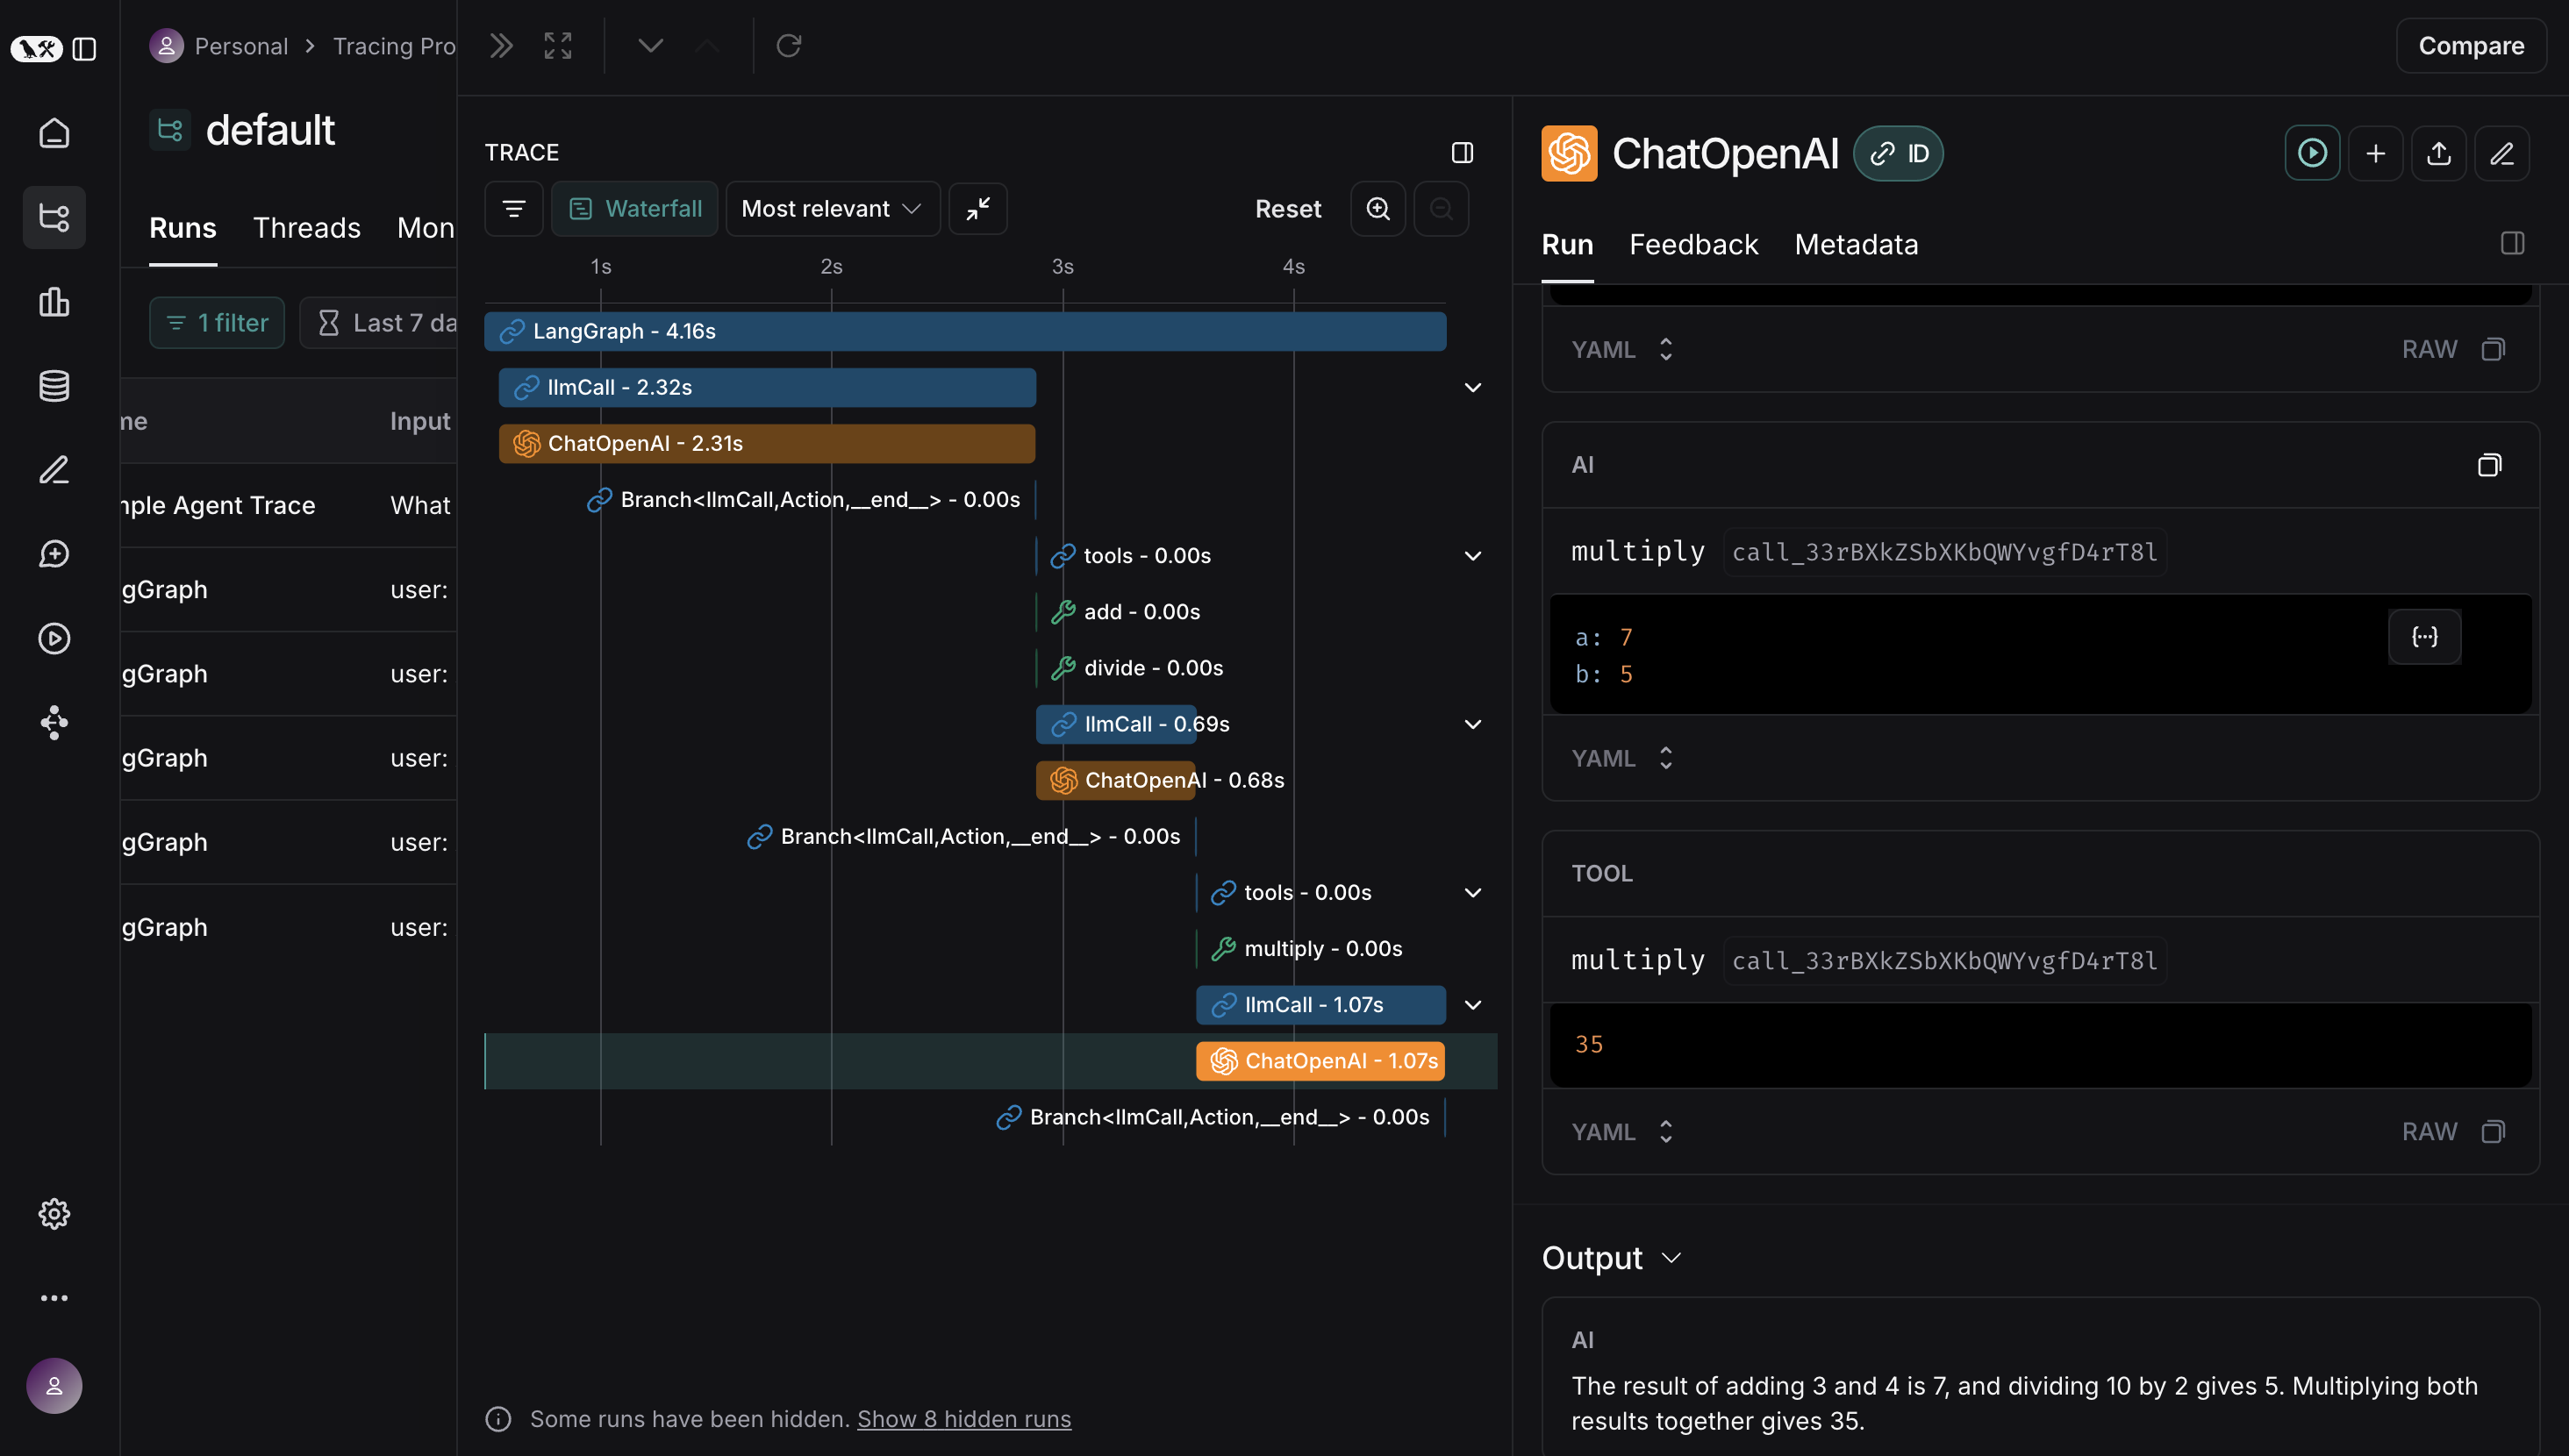 Personal > Tracing Pro
default
Runs Threads Mon
1 filter Last 7 da
me Input
mple Agent Trace What
gGraph user:
gGraph user:
gGraph user:
gGraph user:
gGraph user:
Compare
TRACE
Waterfall Most relevant Reset
1s 2s 3s 4s
LangGraph - 4.16s
llmCall - 2.32s
ChatOpenAI - 2.31s
Branch<llmCall,Action,__end__> - 0.00s
tools - 0.00s
add - 0.00s
divide - 0.00s
llmCall - 0.69s
ChatOpenAI - 0.68s
Branch<llmCall,Action,__end__> - 0.00s
tools - 0.00s
multiply - 0.00s
llmCall - 1.07s
ChatOpenAI - 1.07s
Branch<llmCall,Action,__end__> - 0.00s
Some runs have been hidden. Show 8 hidden runs
ChatOpenAI ID
Run Feedback Metadata
YAML RAW
AI
multiply call_33rBXkZSbXKbQWYvgfD4rT8l
a: 7
b: 5
YAML
TOOL
multiply call_33rBXkZSbXKbQWYvgfD4rT8l
35
YAML RAW
Output
AI
The result of adding 3 and 4 is 7, and dividing 10 by 2 gives 5. Multiplying both
results together gives 35.